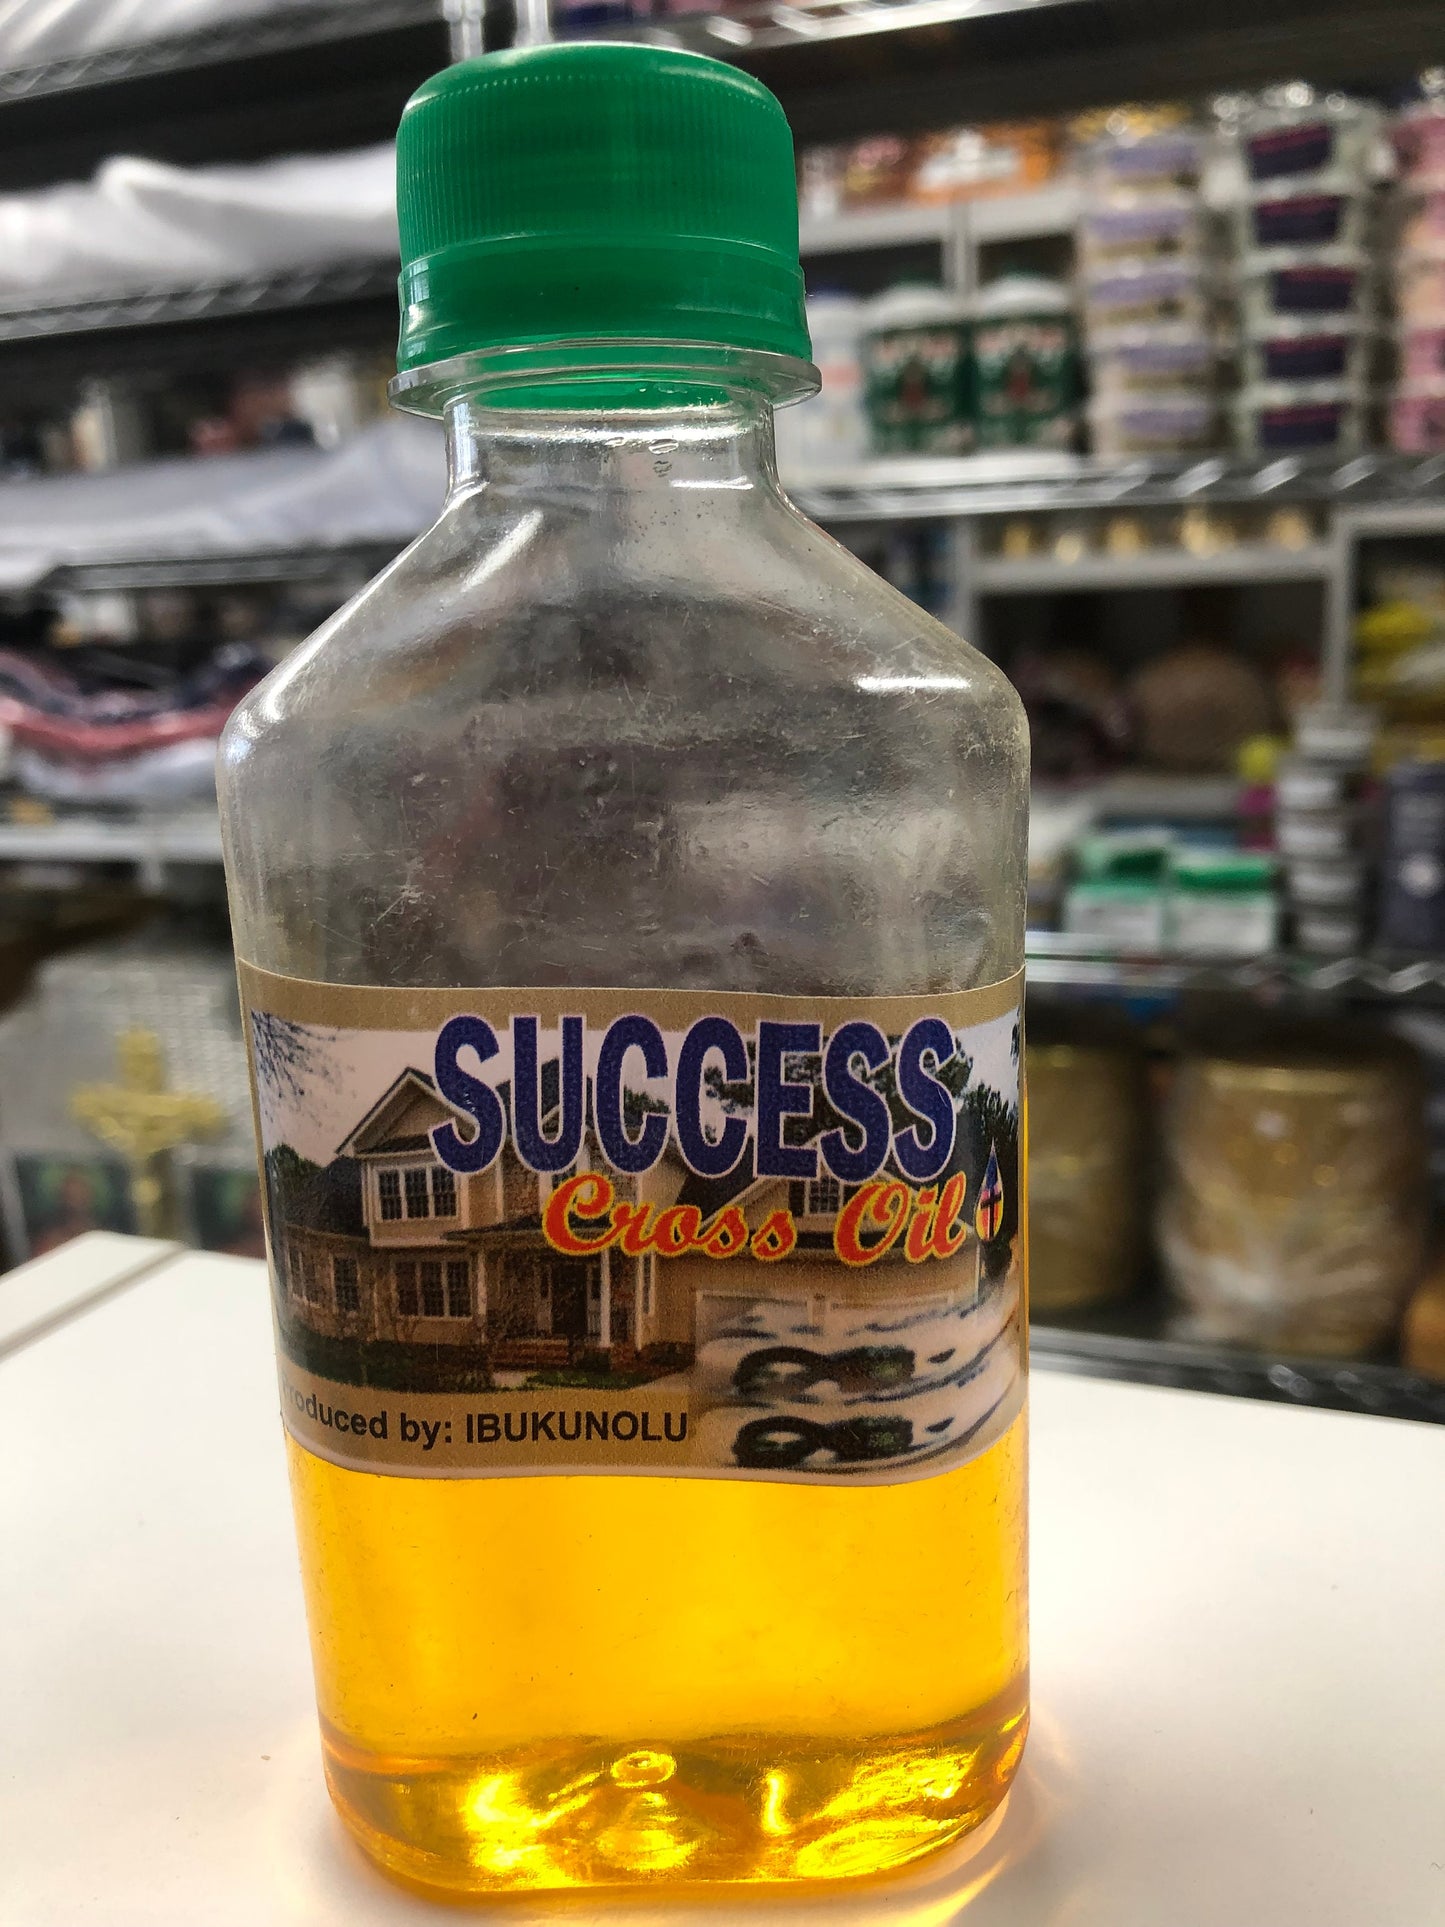 SUCCESS
Cross Oil
roduced by: IBUKUNOLU